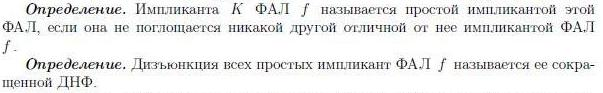 Определение. Импликанта K ФАЛ f называется простой импликантой этой
ФАЛ, если она не поглощается никакой другой отличной от нее импликантой ФАЛ
f .
Определение. Дизъюнкция всех простых импликант ФАЛ f называется ее сокра-
щенной ДНФ.